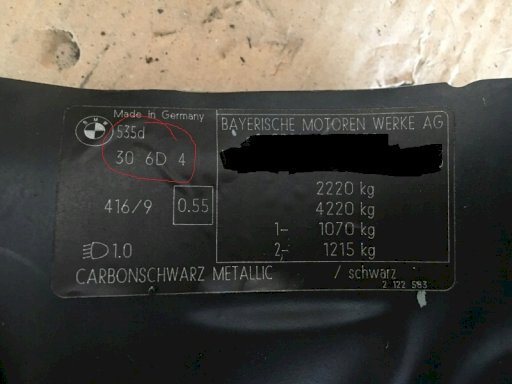 BMW
Made In Germany
535d
30 6D 4
416/9 0.55
1.0
CARBONSCHWARZ METALLIC / schwarz
BAYERISCHE MOTOREN WERKE AG
2220 kg
4220 kg
1- 1070 kg
2,- 1215 kg
2 122 583